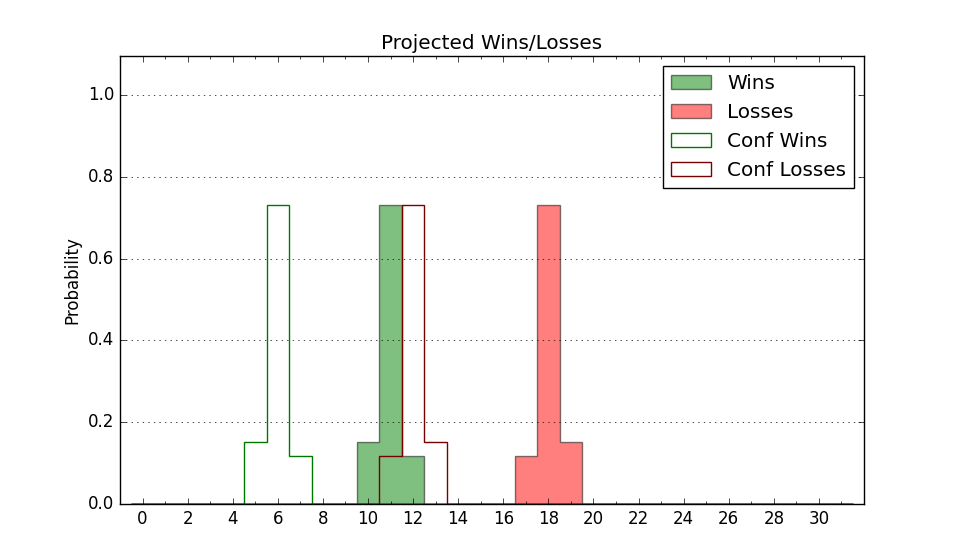 Projected Wins/Losses
Wins
Losses
Conf Wins
Conf Losses
Probability
1.0
0.8
0.6
0.4
0.2
0.0
0 2 4 6 8 10 12 14 16 18 20 22 24 26 28 30